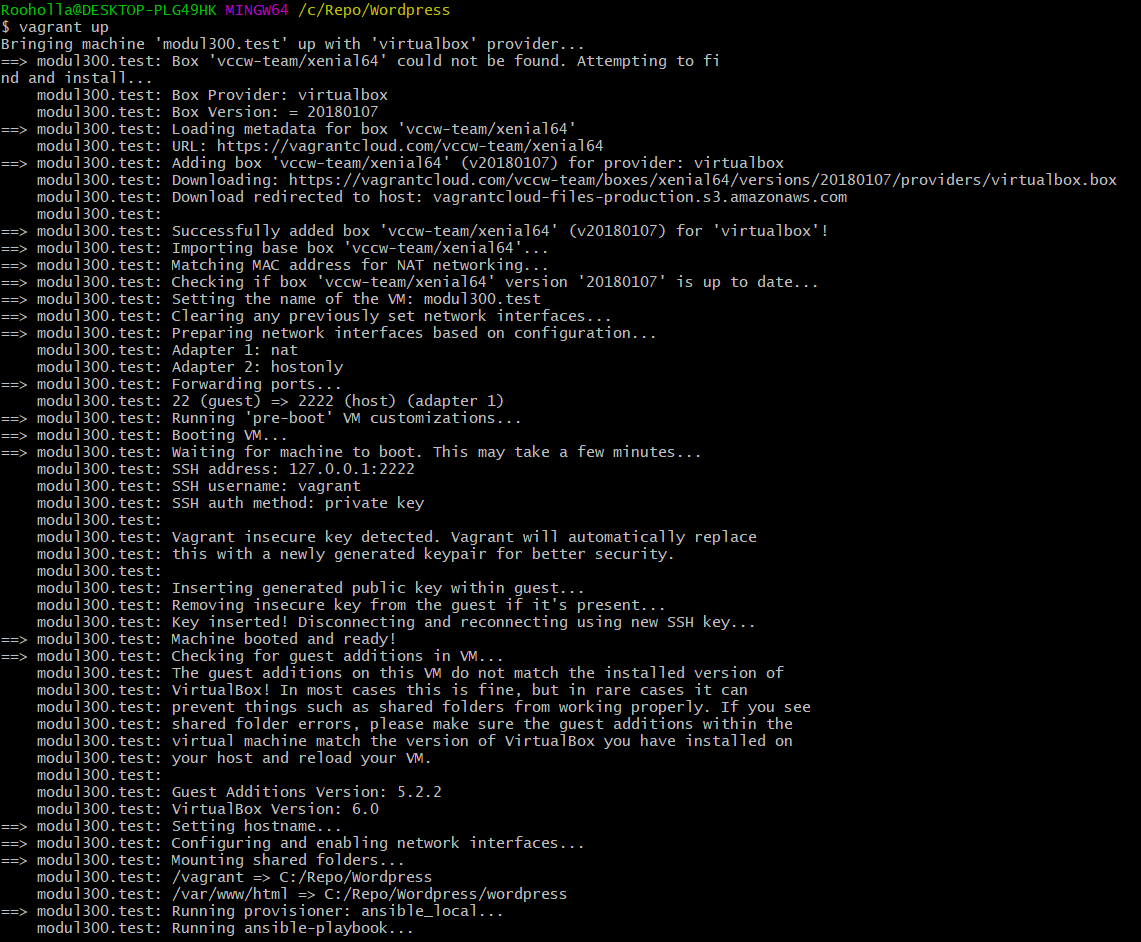 Rooholla@DESKTOP-PLG49HK MINGW64 /c/Repo/Wordpress
$ vagrant up
Bringing machine 'modul300.test' up with 'virtualbox' provider...
==> modul300.test: Box 'vccw-team/xenial64' could not be found. Attempting to fi
nd and install...
    modul300.test: Box Provider: virtualbox
    modul300.test: Box Version: = 20180107
==> modul300.test: Loading metadata for box 'vccw-team/xenial64'
    modul300.test: URL: https://vagrantcloud.com/vccw-team/xenial64
==> modul300.test: Adding box 'vccw-team/xenial64' (v20180107) for provider: virtualbox
    modul300.test: Downloading: https://vagrantcloud.com/vccw-team/boxes/xenial64/versions/20180107/providers/virtualbox.box
    modul300.test: Download redirected to host: vagrantcloud-files-production.s3.amazonaws.com
    modul300.test:
==> modul300.test: Successfully added box 'vccw-team/xenial64' (v20180107) for 'virtualbox'!
==> modul300.test: Importing base box 'vccw-team/xenial64'...
==> modul300.test: Matching MAC address for NAT networking...
==> modul300.test: Checking if box 'vccw-team/xenial64' version '20180107' is up to date...
==> modul300.test: Setting the name of the VM: modul300.test
==> modul300.test: Clearing any previously set network interfaces...
==> modul300.test: Preparing network interfaces based on configuration...
    modul300.test: Adapter 1: nat
    modul300.test: Adapter 2: hostonly
==> modul300.test: Forwarding ports...
    modul300.test: 22 (guest) => 2222 (host) (adapter 1)
==> modul300.test: Running 'pre-boot' VM customizations...
==> modul300.test: Booting VM...
==> modul300.test: Waiting for machine to boot. This may take a few minutes...
    modul300.test: SSH address: 127.0.0.1:2222
    modul300.test: SSH username: vagrant
    modul300.test: SSH auth method: private key
    modul300.test:
    modul300.test: Vagrant insecure key detected. Vagrant will automatically replace
    modul300.test: this with a newly generated keypair for better security.
    modul300.test:
    modul300.test: Inserting generated public key within guest...
    modul300.test: Removing insecure key from the guest if it's present...
    modul300.test: Key inserted! Disconnecting and reconnecting using new SSH key...
==> modul300.test: Machine booted and ready!
==> modul300.test: Checking for guest additions in VM...
    modul300.test: The guest additions on this VM do not match the installed version of
    modul300.test: VirtualBox! In most cases this is fine, but in rare cases it can
    modul300.test: prevent things such as shared folders from working properly. If you see
    modul300.test: shared folder errors, please make sure the guest additions within the
    modul300.test: virtual machine match the version of VirtualBox you have installed on
    modul300.test: your host and reload your VM.
    modul300.test:
    modul300.test: Guest Additions Version: 5.2.2
    modul300.test: VirtualBox Version: 6.0
==> modul300.test: Setting hostname...
==> modul300.test: Configuring and enabling network interfaces...
==> modul300.test: Mounting shared folders...
    modul300.test: /vagrant => C:/Repo/Wordpress
    modul300.test: /var/www/html => C:/Repo/Wordpress/wordpress
==> modul300.test: Running provisioner: ansible_local...
    modul300.test: Running ansible-playbook...